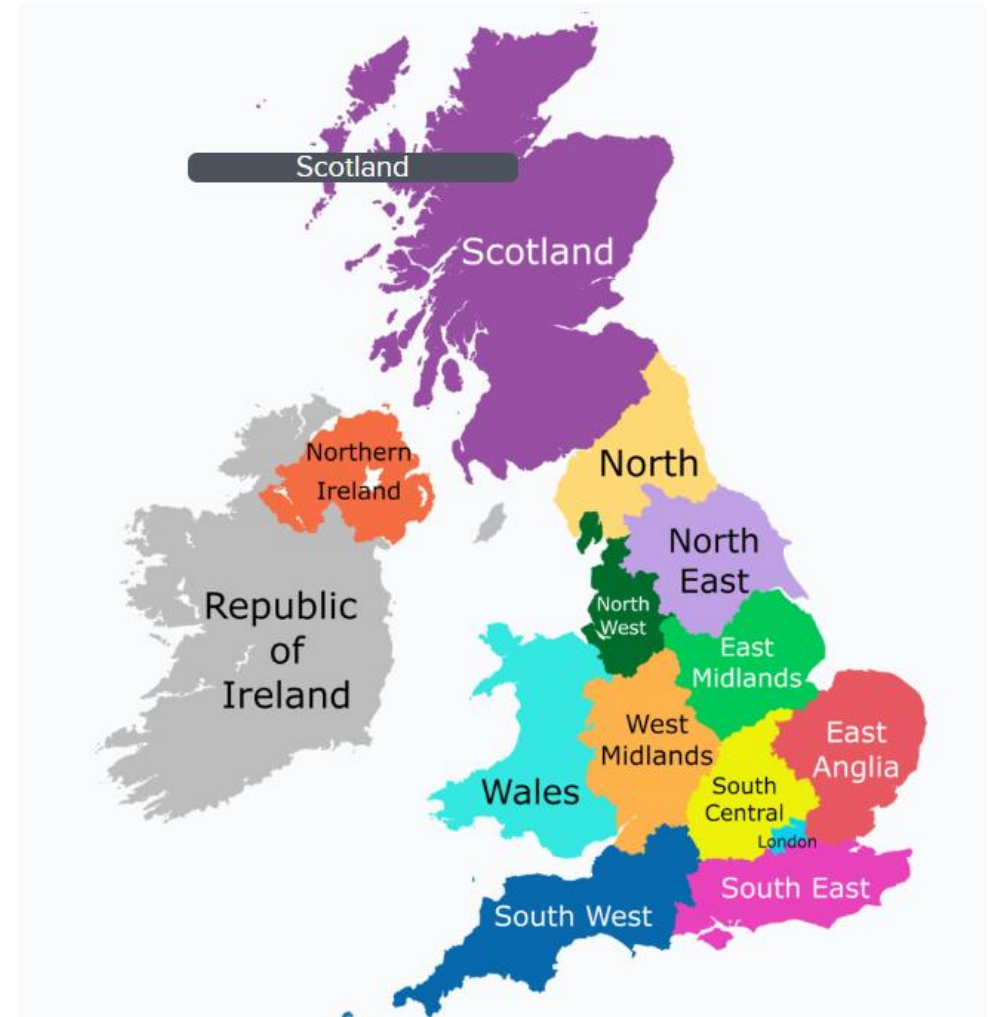 Scotland
Scotland
Northern
Ireland
North
North
East
Republic
of
Ireland
North
West
East
Midlands
West
Midlands
East
Anglia
Wales
South
Central
London
South East
South West